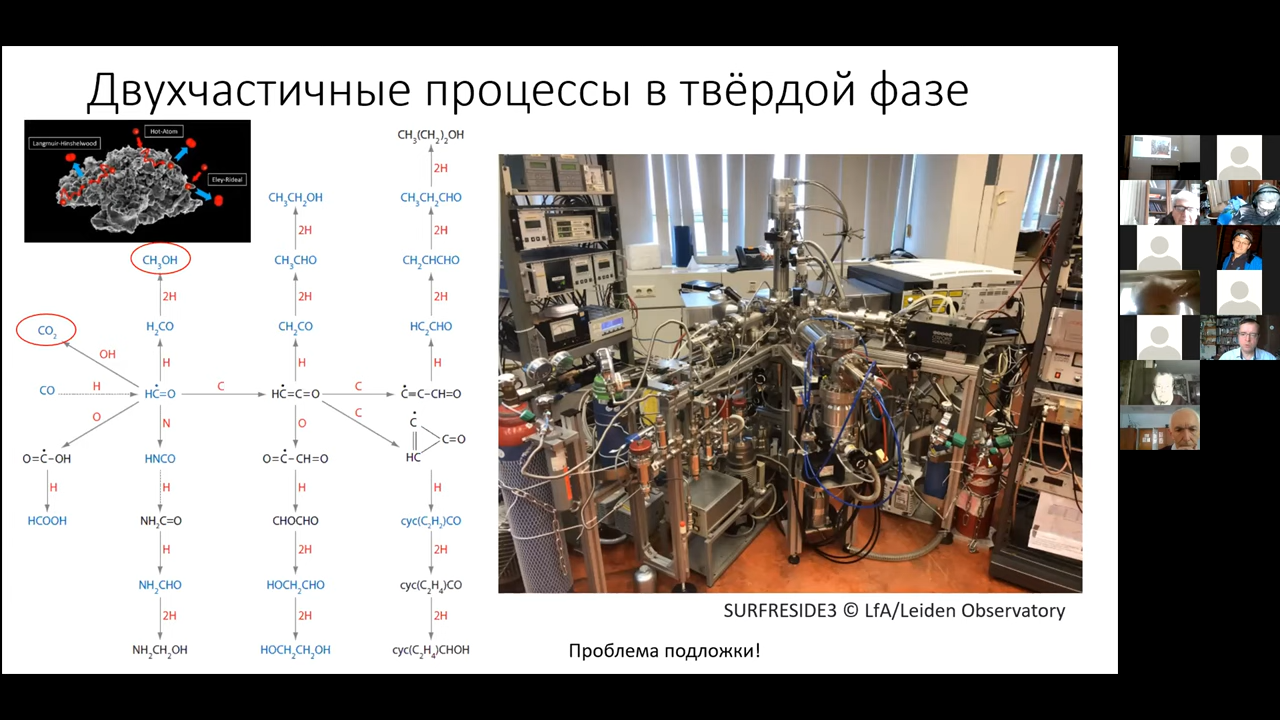 Двухчастичные процессы в твёрдой фазе
Hot-Atom
Langmuir-Hinshelwood
Eley-Rideal
CH₃(CH₂)₂OH
2H
CH₃CH₂OH
CH₃CH₂CHO
2H
2H
CH₃OH
CH₃CHO
CH₂CHCHO
2H
2H
2H
CO₂
H₂CO
CH₂CO
HC₂CHO
OH
H
H
H
CO
H
HĊ=O
C
HĊ=C=O
C
Ċ=C-CH=O
O
N
O
C
Ċ
C=O
HC
O=Ċ-OH
HNCO
O=Ċ-CH=O
H
H
H
H
HCOOH
NH₂C=O
CHOCHO
cyc(C₂H₂)CO
H
2H
2H
NH₂CHO
HOCH₂CHO
cyc(C₂H₄)CO
2H
2H
2H
NH₂CH₂OH
HOCH₂CH₂OH
cyc(C₂H₄)CHOH
SURFRESIDE3 © LfA/Leiden Observatory
Проблема подложки!